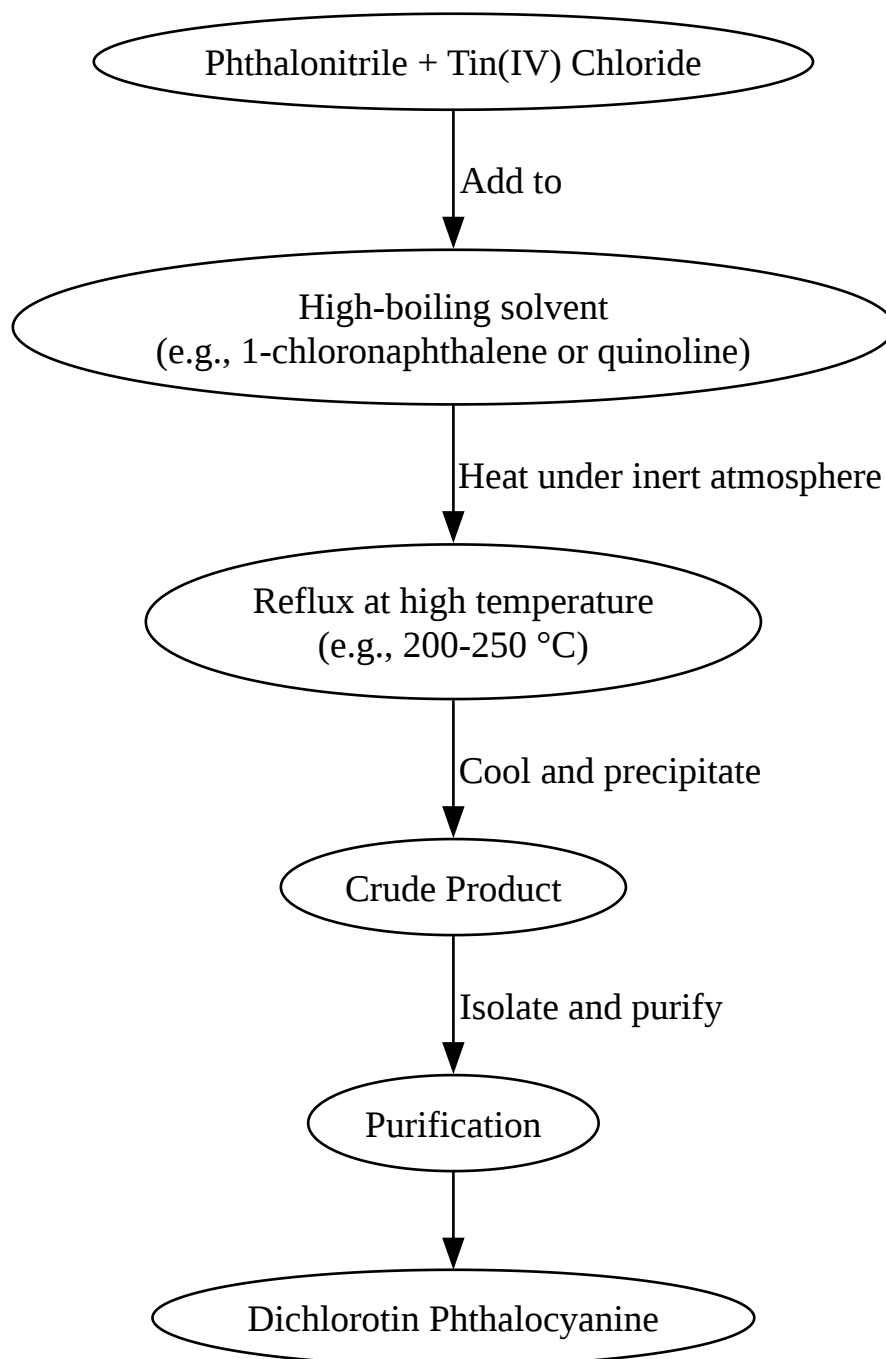 Phthalonitrile + Tin(IV) Chloride
Add to
High-boiling solvent
(e.g., 1-chloronaphthalene or quinoline)
Heat under inert atmosphere
Reflux at high temperature
(e.g., 200-250 °C)
Cool and precipitate
Crude Product
Isolate and purify
Purification
Dichlorotin Phthalocyanine